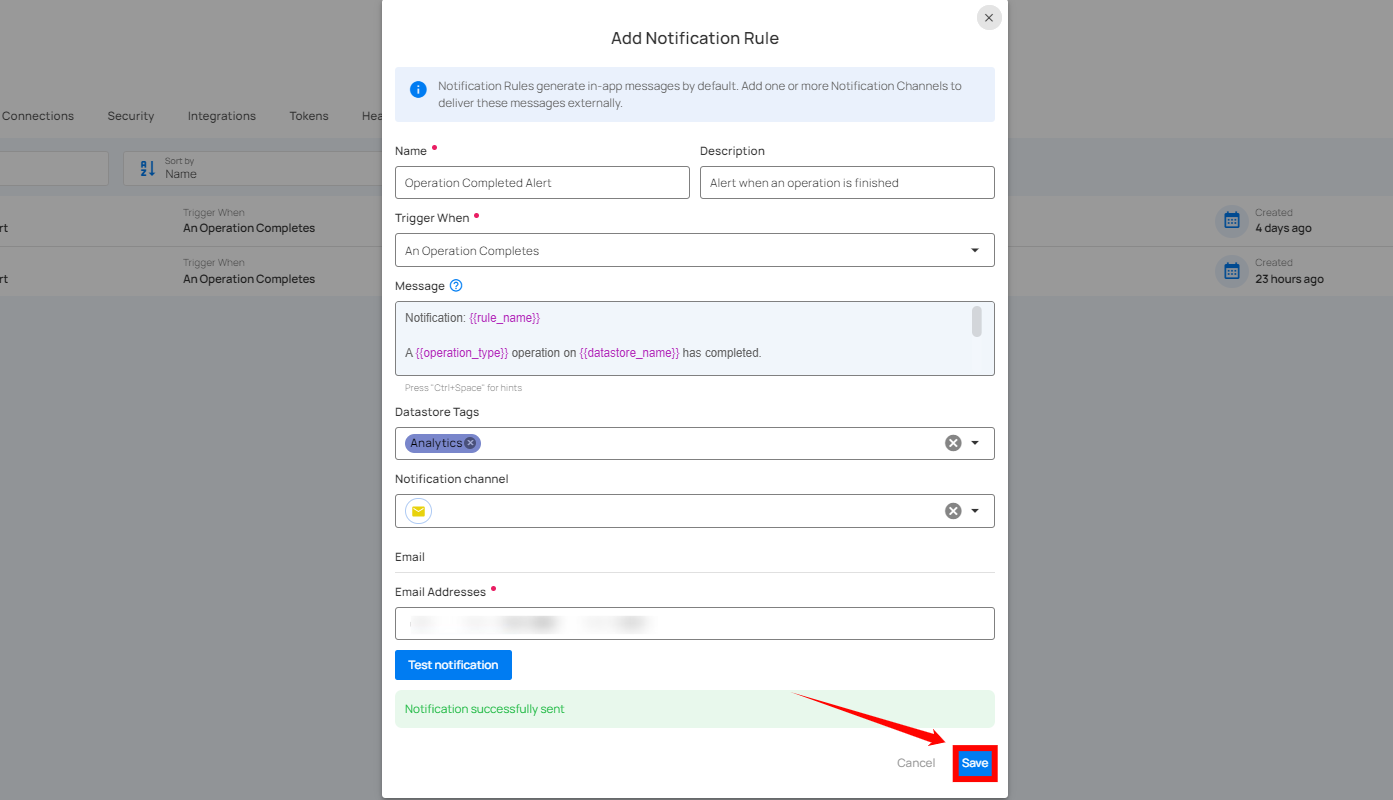 Add Notification Rule
Notification Rules generate in-app messages by default. Add one or more Notification Channels to
deliver these messages externally.
Connections Security Integrations Tokens Hea
Name
Description
Operation Completed Alert
Alert when an operation is finished
Sort by
Name
Trigger When
An Operation Completes
Trigger When
An Operation Completes
rt
Trigger When
An Operation Completes
rt
Created
4 days ago
Created
23 hours ago
Message
Notification: {{rule_name}}
A {{operation_type}} operation on {{datastore_name}} has completed.
Press "Ctrl+Space" for hints
Datastore Tags
Analytics
Notification channel
Email
Email Addresses
Test notification
Notification successfully sent
Cancel Save